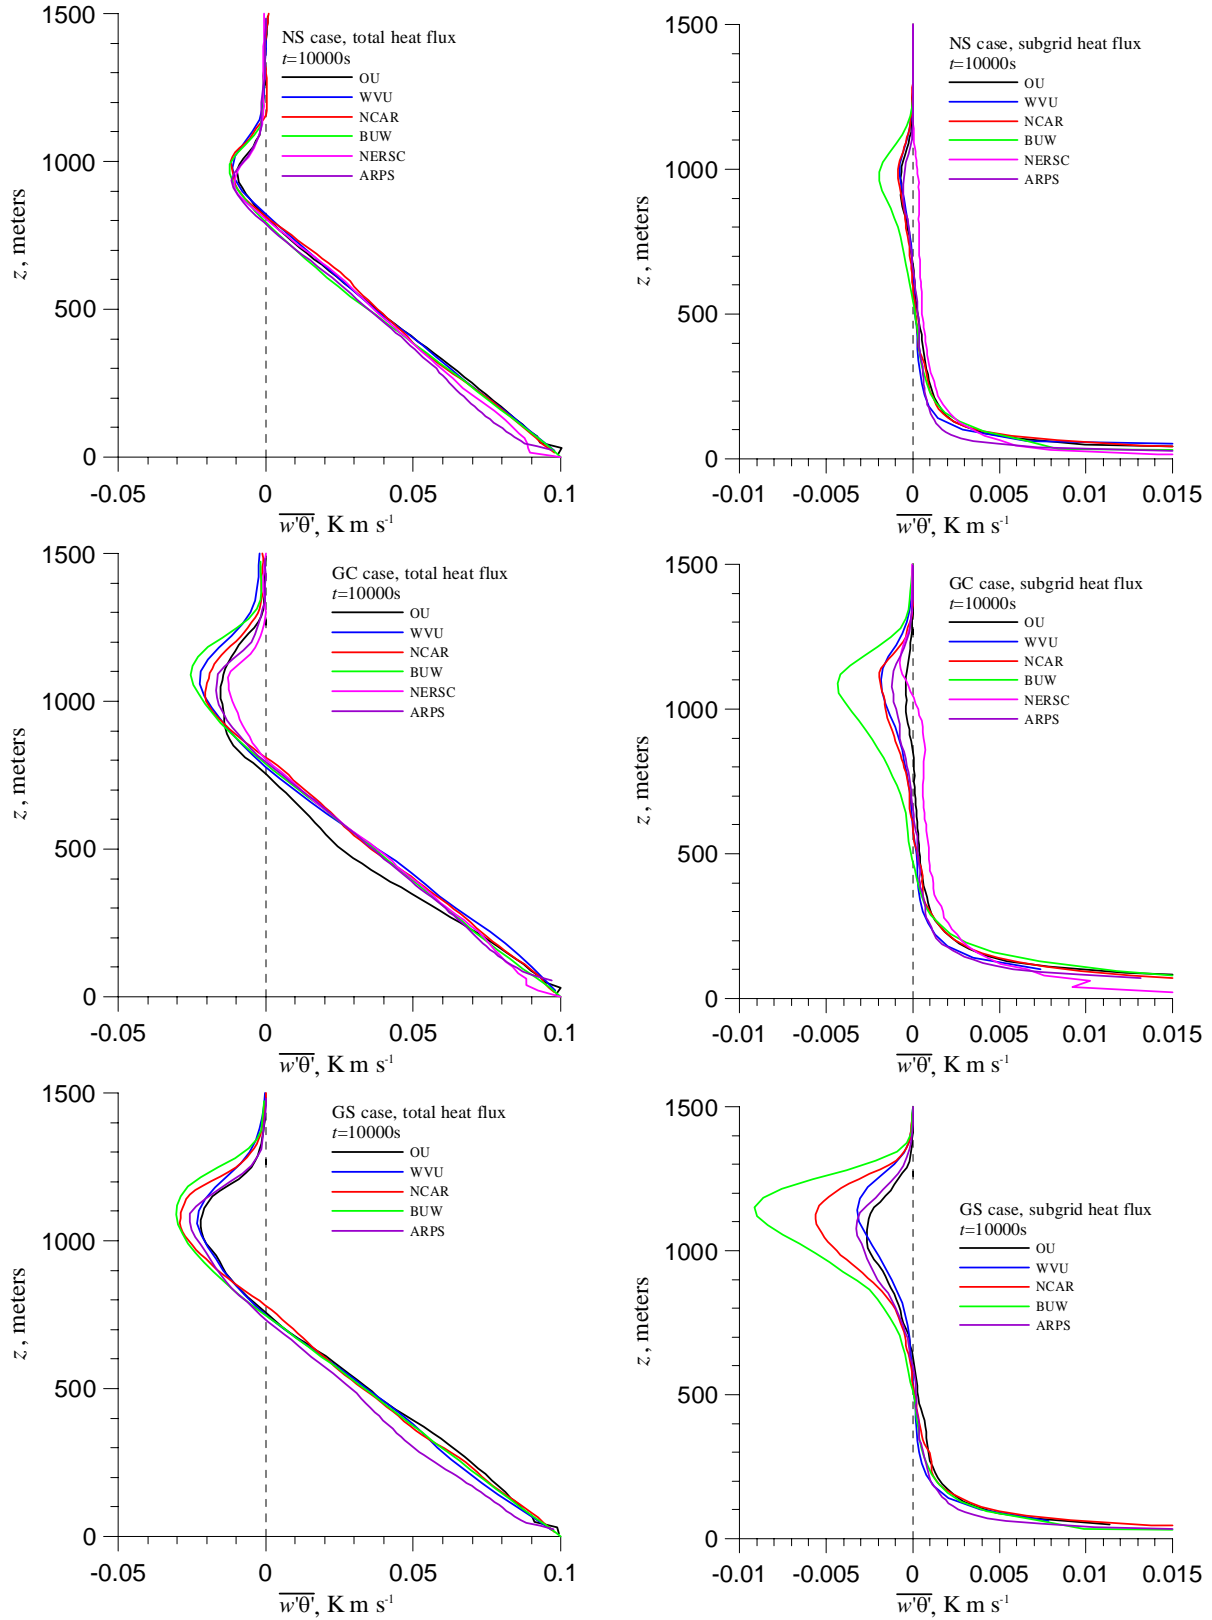 1500
1000
500
0
z, meters
NS case, total heat flux
t=10000s
OU
WVU
NCAR
BUW
NERSC
ARPS
-0.05 0 0.05 0.1
w'θ', K m s-1
1500
1000
500
0
z, meters
NS case, subgrid heat flux
t=10000s
OU
WVU
NCAR
BUW
NERSC
ARPS
-0.01 -0.005 0 0.005 0.01 0.015
w'θ', K m s-1
1500
1000
500
0
z, meters
GC case, total heat flux
t=10000s
OU
WVU
NCAR
BUW
NERSC
ARPS
-0.05 0 0.05 0.1
w'θ', K m s-1
1500
1000
500
0
z, meters
GC case, subgrid heat flux
t=10000s
OU
WVU
NCAR
BUW
NERSC
ARPS
-0.01 -0.005 0 0.005 0.01 0.015
w'θ', K m s-1
1500
1000
500
0
z, meters
GS case, total heat flux
t=10000s
OU
WVU
NCAR
BUW
ARPS
-0.05 0 0.05 0.1
w'θ', K m s-1
1500
1000
500
0
z, meters
GS case, subgrid heat flux
t=10000s
OU
WVU
NCAR
BUW
ARPS
-0.01 -0.005 0 0.005 0.01 0.015
w'θ', K m s-1